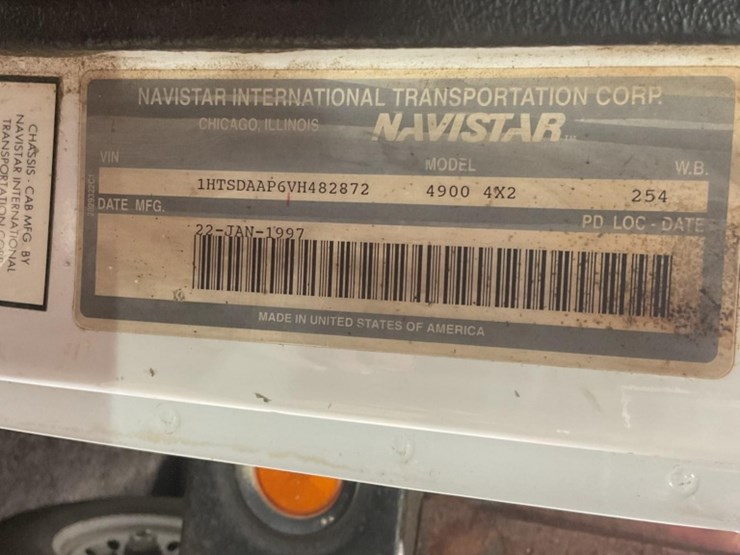 NAVISTAR INTERNATIONAL TRANSPORTATION CORP.
CHICAGO, ILLINOIS
NAVISTAR
VIN MODEL W.B.
1HTSDAAP6VH482872 4900 4X2 254
DATE MFG. PD LOC - DATE
22-JAN-1997
MADE IN UNITED STATES OF AMERICA
CHASSIS - CAB MFG BY
NAVISTAR INTERNATIONAL
TRANSPORTATION CORP.